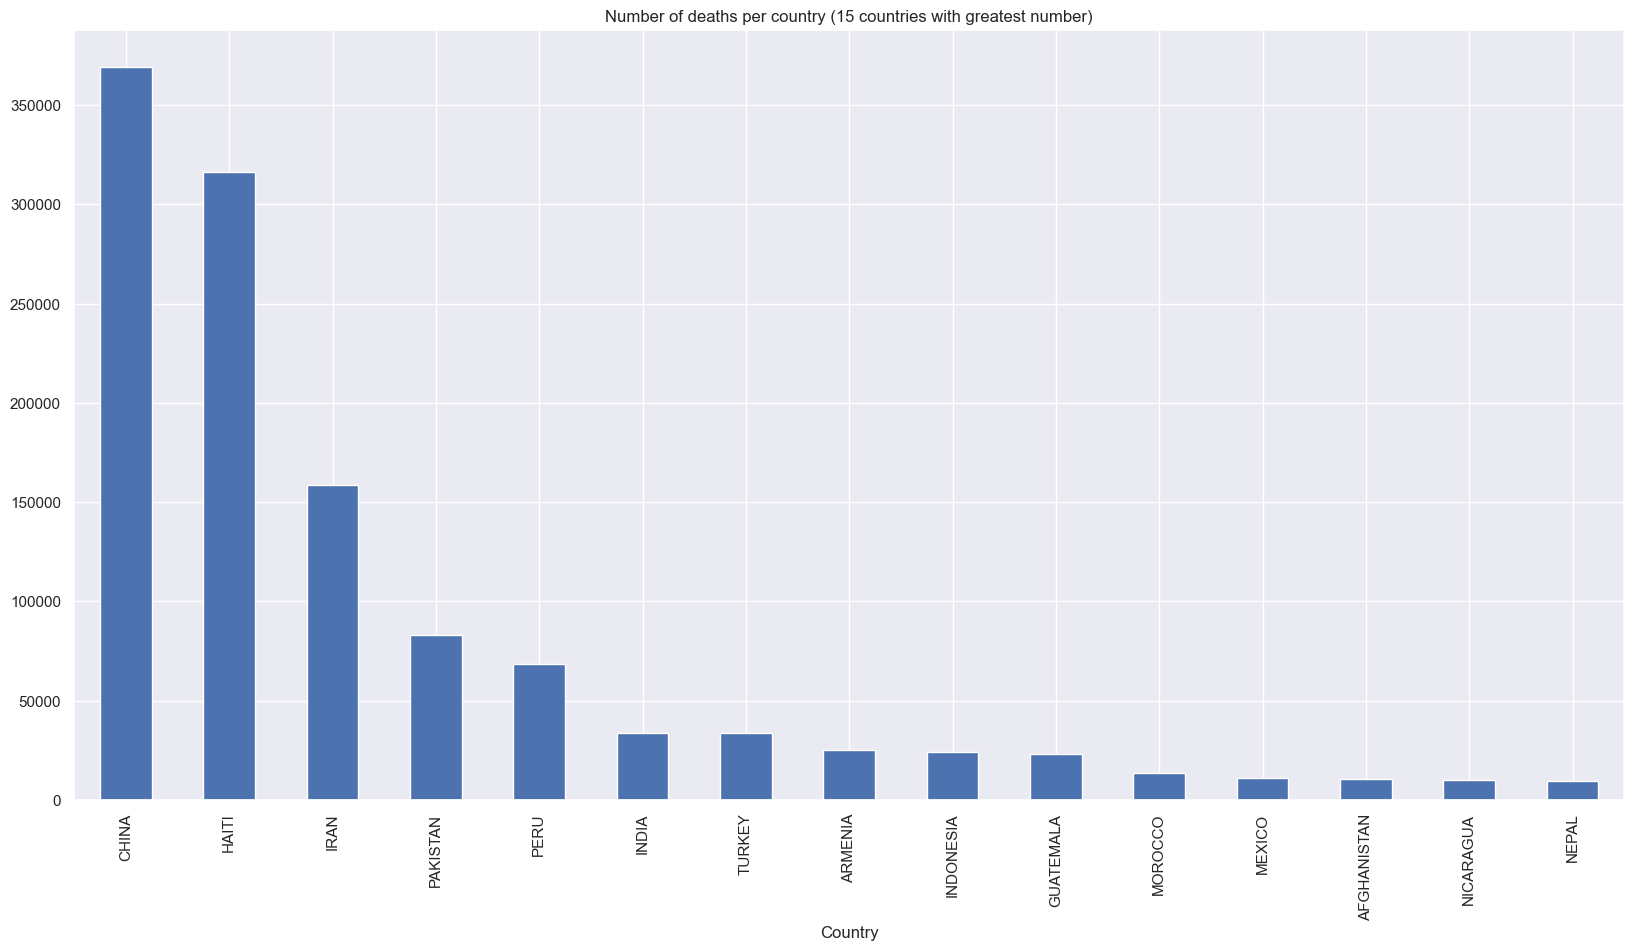 Number of deaths per country (15 countries with greatest number)
350000
300000
250000
200000
150000
100000
50000
0
CHINA
HAITI
IRAN
PAKISTAN
PERU
INDIA
TURKEY
ARMENIA
INDONESIA
GUATEMALA
MOROCCO
MEXICO
AFGHANISTAN
NICARAGUA
NEPAL
Country